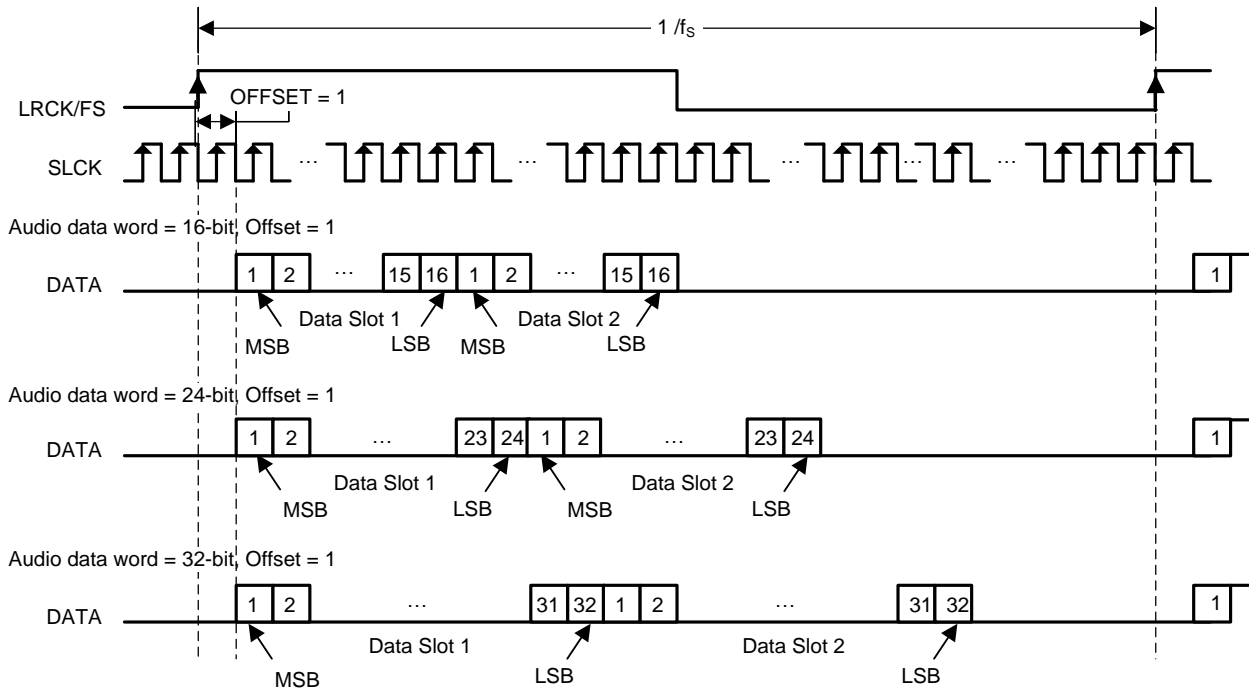 1 /fS
LRCK/FS
OFFSET = 1
SLCK
… … … … …
Audio data word = 16-bit, Offset = 1
DATA
1 2 … 15 16 1 2 … 15 16 1
Data Slot 1 Data Slot 2
MSB LSB MSB LSB
Audio data word = 24-bit, Offset = 1
DATA
1 2 … 23 24 1 2 … 23 24 1
Data Slot 1 Data Slot 2
MSB LSB MSB LSB
Audio data word = 32-bit, Offset = 1
DATA
1 2 … 31 32 1 2 … 31 32 1
Data Slot 1 Data Slot 2
MSB LSB LSB